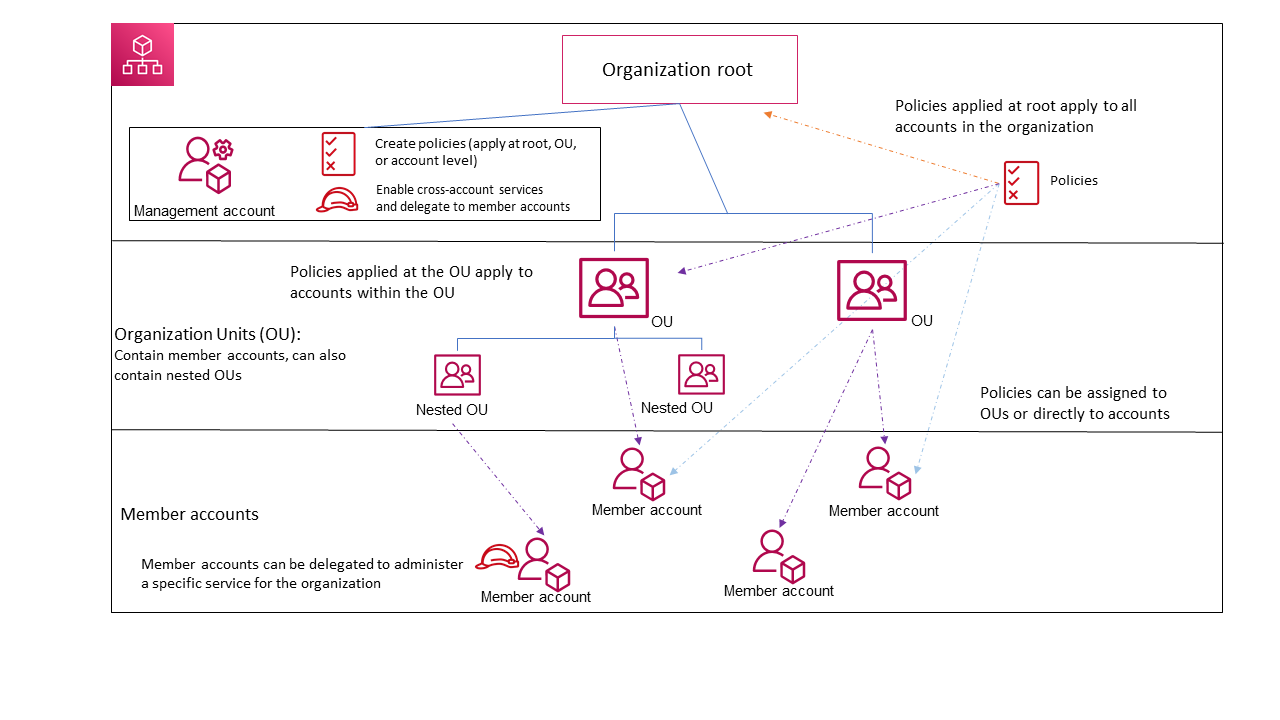 Organization root
Policies applied at root apply to all
accounts in the organization
Create policies (apply at root, OU,
or account level)
Policies
Enable cross-account services
and delegate to member accounts
Management account
Policies applied at the OU apply to
accounts within the OU
OU
OU
Organization Units (OU):
Contain member accounts, can also
contain nested OUs
Nested OU
Nested OU
Policies can be assigned to
OUs or directly to accounts
Member accounts
Member account
Member account
Member accounts can be delegated to administer
a specific service for the organization
Member account
Member account